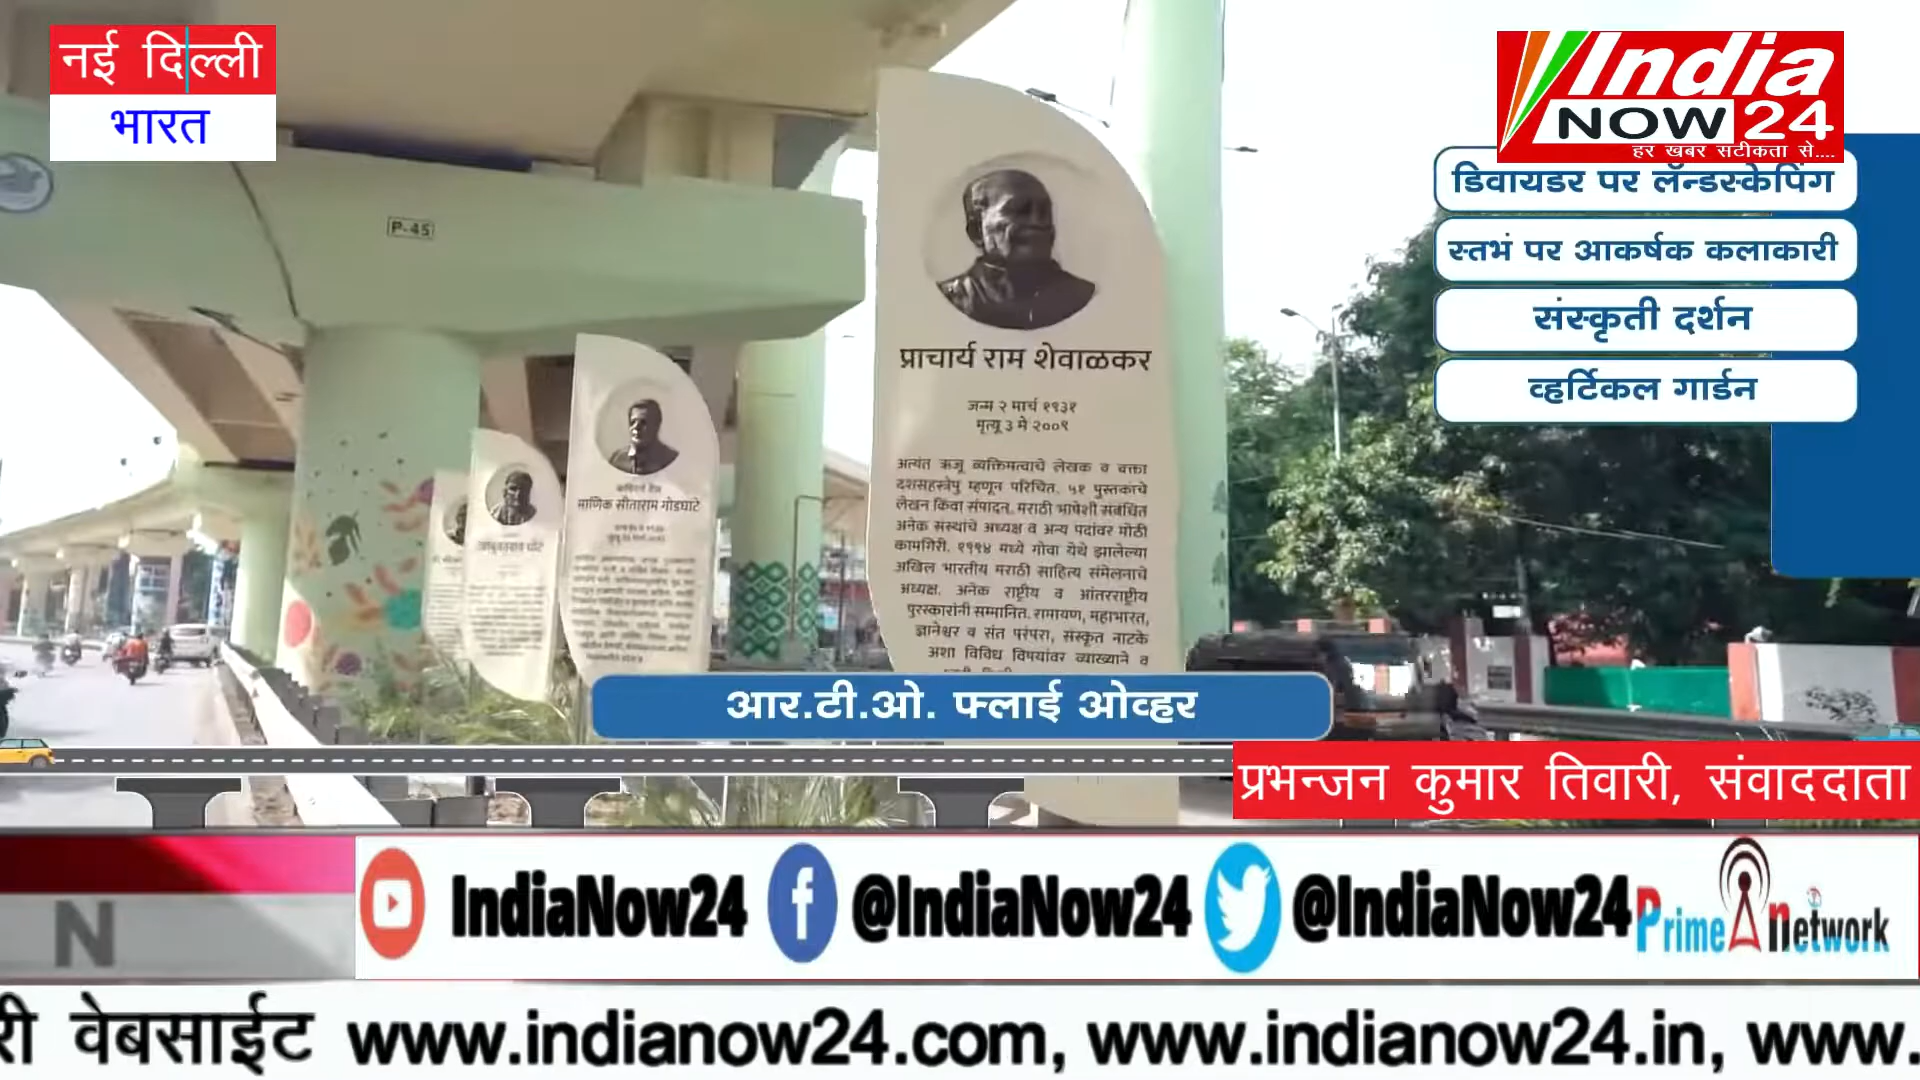 नई दिल्ली
भारत
India
NOW 24
हर खबर सटीकता से....
डिवायडर पर लॅन्डस्केपिंग
स्तभं पर आकर्षक कलाकारी
संस्कृती दर्शन
व्हर्टिकल गार्डन
P-45
प्राचार्य राम शेवाळकर
जन्म २ मार्च १९३१
मृत्यू ३ मे २००९
अत्यंत ऋजू व्यक्तिमत्वाचे लेखक व वक्ता
दशसहस्त्रेषु म्हणून परिचित. ५१ पुस्तकाचे
लेखन किंवा संपादन. मराठी भाषेशी संबंधित
अनेक संस्थांचे अध्यक्ष व अन्य पदांवर मोठी
कामगिरी. १९९४ मध्ये गोवा येथे झालेल्या
अखिल भारतीय मराठी साहित्य संमेलनाचे
अध्यक्ष. अनेक राष्ट्रीय व आंतरराष्ट्रीय
पुरस्कारांनी सम्मानित. रामायण, महाभारत,
ज्ञानेश्वर व संत परंपरा, संस्कृत नाटके
अशा विविध विषयांवर व्याख्याने व
माणिक सीताराम गोडघाटे
आर.टी.ओ. फ्लाई ओव्हर
प्रभन्जन कुमार तिवारी, संवाददाता
N
IndiaNow24 @IndiaNow24 @IndiaNow24 Prime Network
री वेबसाईट www.indianow24.com, www.indianow24.in, www.